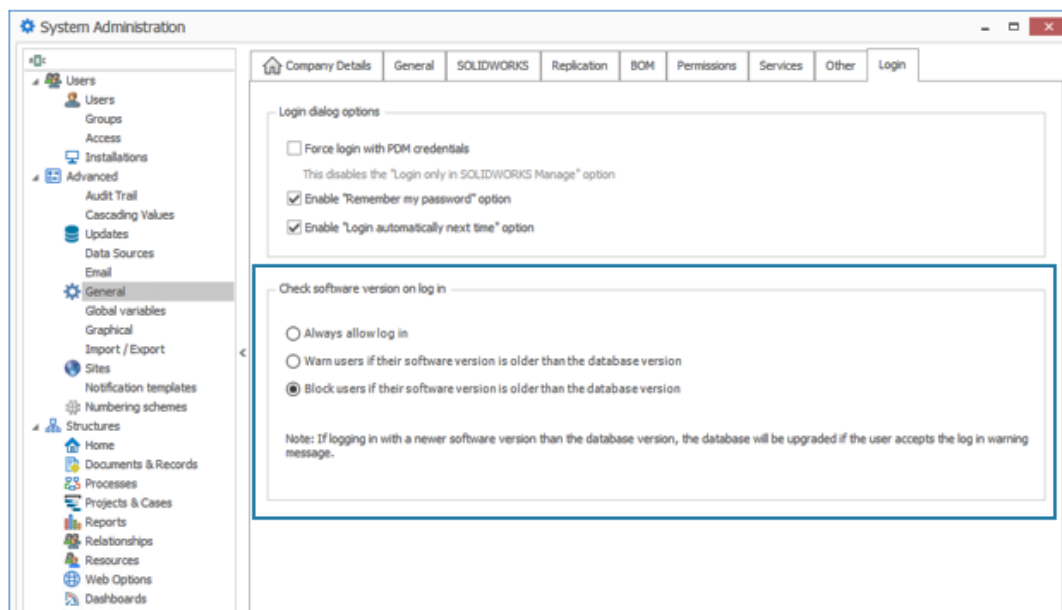 System Administration
Users
Users
Groups
Access
Installations
Advanced
Audit Trail
Cascading Values
Updates
Data Sources
Email
General
Global variables
Graphical
Import / Export
Sites
Notification templates
Numbering schemes
Structures
Home
Documents & Records
Processes
Projects & Cases
Reports
Relationships
Resources
Web Options
Dashboards
Company Details General SOLIDWORKS Replication BOM Permissions Services Other Login
Login dialog options
Force login with PDM credentials
This disables the "Login only in SOLIDWORKS Manage" option
Enable "Remember my password" option
Enable "Login automatically next time" option
Check software version on log in
Always allow log in
Warn users if their software version is older than the database version
Block users if their software version is older than the database version
Note: If logging in with a newer software version than the database version, the database will be upgraded if the user accepts the log in warning
message.